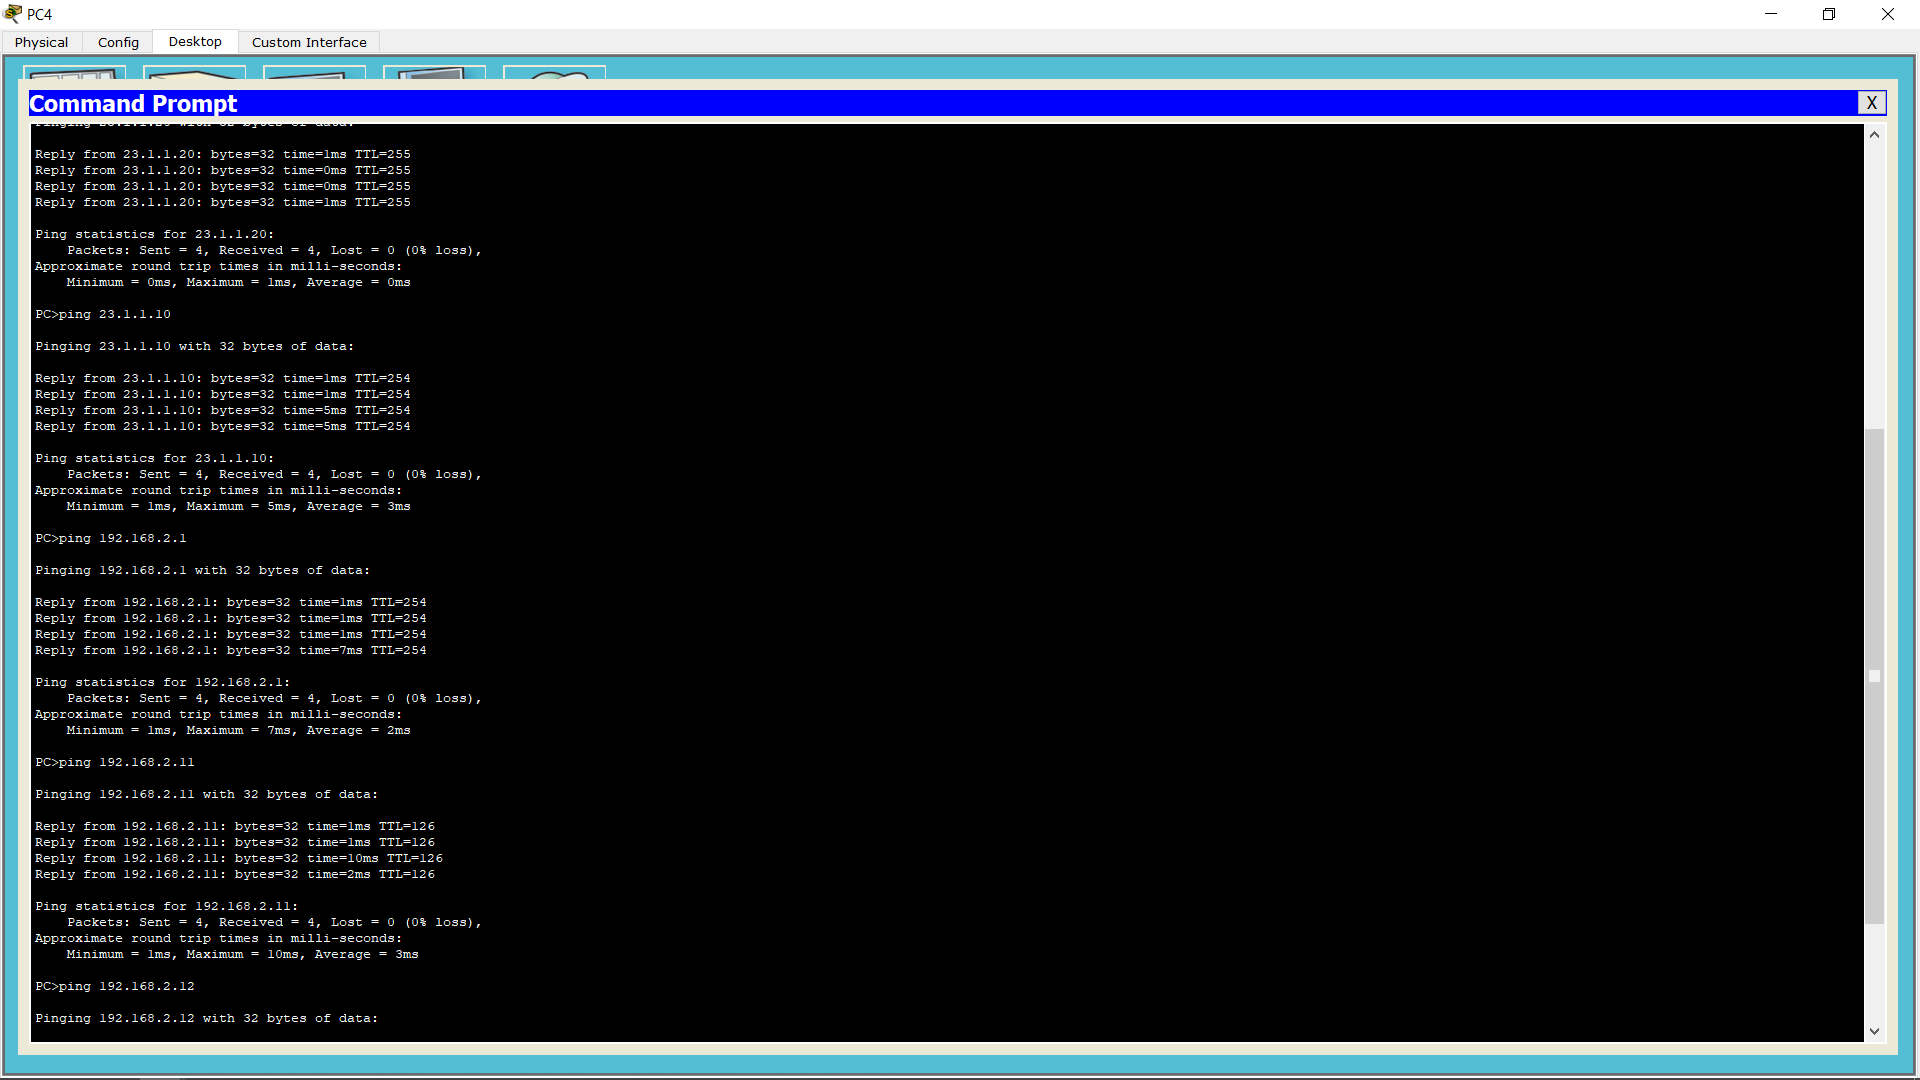 PC4
Physical Config Desktop Custom Interface
Command Prompt X
Pinging 23.1.1.20 with 32 bytes of data:
Reply from 23.1.1.20: bytes=32 time=1ms TTL=255
Reply from 23.1.1.20: bytes=32 time=0ms TTL=255
Reply from 23.1.1.20: bytes=32 time=0ms TTL=255
Reply from 23.1.1.20: bytes=32 time=1ms TTL=255
Ping statistics for 23.1.1.20:
Packets: Sent = 4, Received = 4, Lost = 0 (0% loss),
Approximate round trip times in milli-seconds:
Minimum = 0ms, Maximum = 1ms, Average = 0ms
PC>ping 23.1.1.10
Pinging 23.1.1.10 with 32 bytes of data:
Reply from 23.1.1.10: bytes=32 time=1ms TTL=254
Reply from 23.1.1.10: bytes=32 time=1ms TTL=254
Reply from 23.1.1.10: bytes=32 time=5ms TTL=254
Reply from 23.1.1.10: bytes=32 time=5ms TTL=254
Ping statistics for 23.1.1.10:
Packets: Sent = 4, Received = 4, Lost = 0 (0% loss),
Approximate round trip times in milli-seconds:
Minimum = 1ms, Maximum = 5ms, Average = 3ms
PC>ping 192.168.2.1
Pinging 192.168.2.1 with 32 bytes of data:
Reply from 192.168.2.1: bytes=32 time=1ms TTL=254
Reply from 192.168.2.1: bytes=32 time=1ms TTL=254
Reply from 192.168.2.1: bytes=32 time=1ms TTL=254
Reply from 192.168.2.1: bytes=32 time=7ms TTL=254
Ping statistics for 192.168.2.1:
Packets: Sent = 4, Received = 4, Lost = 0 (0% loss),
Approximate round trip times in milli-seconds:
Minimum = 1ms, Maximum = 7ms, Average = 2ms
PC>ping 192.168.2.11
Pinging 192.168.2.11 with 32 bytes of data:
Reply from 192.168.2.11: bytes=32 time=1ms TTL=126
Reply from 192.168.2.11: bytes=32 time=1ms TTL=126
Reply from 192.168.2.11: bytes=32 time=10ms TTL=126
Reply from 192.168.2.11: bytes=32 time=2ms TTL=126
Ping statistics for 192.168.2.11:
Packets: Sent = 4, Received = 4, Lost = 0 (0% loss),
Approximate round trip times in milli-seconds:
Minimum = 1ms, Maximum = 10ms, Average = 3ms
PC>ping 192.168.2.12
Pinging 192.168.2.12 with 32 bytes of data: